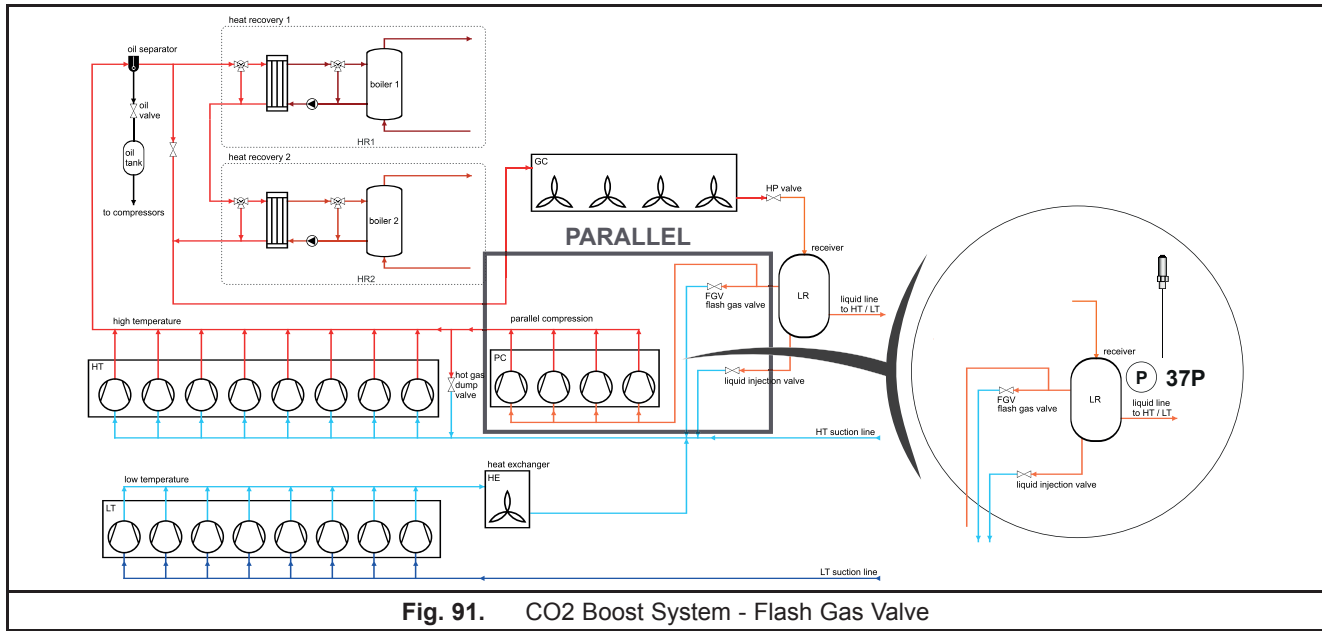 heat recovery 1
oil separator
boiler 1
oil
valve
HR1
oil
tank
heat recovery 2
to compressors
boiler 2
HR2
GC
HP valve
PARALLEL
receiver
LR
FGV
flash gas valve
liquid line
to HT / LT
high temperature
parallel compression
HT
hot gas
dump
valve
PC
liquid injection valve
HT suction line
low temperature
heat exchanger
HE
LT
LT suction line
receiver
P
37P
FGV
flash gas valve
LR
liquid line
to HT / LT
liquid injection valve
Fig. 91. CO2 Boost System - Flash Gas Valve